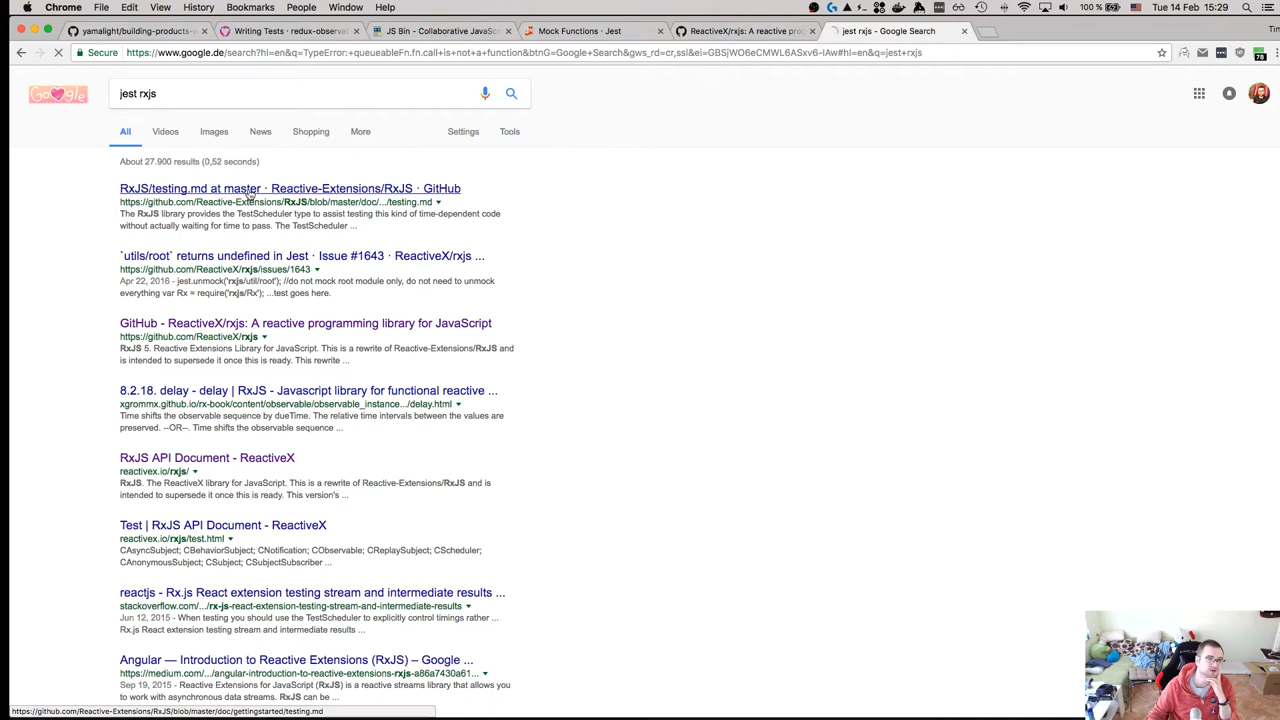 Chrome File Edit View History Bookmarks People Window Help
100 % Tue 14 Feb 15:29
yamalight/building-products-w
Writing Tests · redux-observab
JS Bin - Collaborative JavaSc
Mock Functions · Jest
ReactiveX/rxjs: A reactive prog
jest rxjs - Google Search
Secure https://www.google.de/search?hl=en&q=TypeError:+queueableFn.fn.call+is+not+a+function&btnG=Google+Search&gws_rd=cr,ssl&ei=GBSjWO6eCMWL6ASxv6-IAw#hl=en&q=jest+rxjs
78
jest rxjs
All Videos Images News Shopping More Settings Tools
About 27.900 results (0,52 seconds)
RxJS/testing.md at master · Reactive-Extensions/RxJS · GitHub
https://github.com/Reactive-Extensions/RxJS/blob/master/doc/.../testing.md
The RxJS library provides the TestScheduler type to assist testing this kind of time-dependent code
without actually waiting for time to pass. The TestScheduler ...
`utils/root` returns undefined in Jest · Issue #1643 · ReactiveX/rxjs ...
https://github.com/ReactiveX/rxjs/issues/1643
Apr 22, 2016 - jest.unmock('rxjs/util/root'); //do not mock root module only, do not need to unmock
everything var Rx = require('rxjs/Rx'); ...test goes here.
GitHub - ReactiveX/rxjs: A reactive programming library for JavaScript
https://github.com/ReactiveX/rxjs
RxJS 5. Reactive Extensions Library for JavaScript. This is a rewrite of Reactive-Extensions/RxJS and
is intended to supersede it once this is ready. This rewrite ...
8.2.18. delay - delay | RxJS - Javascript library for functional reactive ...
xgrommx.github.io/rx-book/content/observable/observable_instance.../delay.html
Time shifts the observable sequence by dueTime. The relative time intervals between the values are
preserved. --OR--. Time shifts the observable sequence ...
RxJS API Document - ReactiveX
reactivex.io/rxjs/
RxJS. The ReactiveX library for JavaScript. This is a rewrite of Reactive-Extensions/RxJS and is
intended to supersede it once this is ready. This version's ...
Test | RxJS API Document - ReactiveX
reactivex.io/rxjs/test.html
CAsyncSubject; CBehaviorSubject; CNotification; CObservable; CReplaySubject; CScheduler;
CAnonymousSubject; CSubject; CSubjectSubscriber ...
reactjs - Rx.js React extension testing stream and intermediate results ...
stackoverflow.com/.../rx-js-react-extension-testing-stream-and-intermediate-results
Jun 12, 2015 - When testing you should use the TestScheduler to explicitly control timings rather ...
Rx.js React extension testing stream and intermediate results ...
Angular — Introduction to Reactive Extensions (RxJS) – Google ...
https://medium.com/.../angular-introduction-to-reactive-extensions-rxjs-a86a7430a61...
Sep 19, 2015 - Reactive Extensions for JavaScript (RxJS) is a reactive streams library that allows you
to work with asynchronous data streams. RxJS can be ...
https://github.com/Reactive-Extensions/RxJS/blob/master/doc/gettingstarted/testing.md